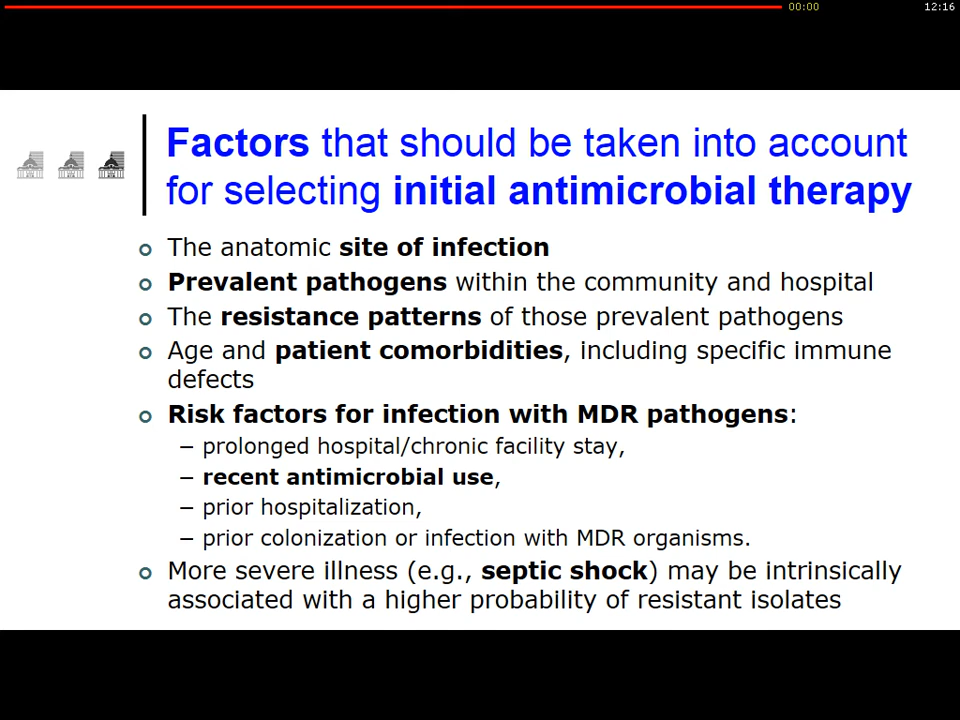 00:00
12:16
Factors that should be taken into account
for selecting initial antimicrobial therapy
The anatomic site of infection
Prevalent pathogens within the community and hospital
The resistance patterns of those prevalent pathogens
Age and patient comorbidities, including specific immune
defects
Risk factors for infection with MDR pathogens:
– prolonged hospital/chronic facility stay,
– recent antimicrobial use,
– prior hospitalization,
– prior colonization or infection with MDR organisms.
More severe illness (e.g., septic shock) may be intrinsically
associated with a higher probability of resistant isolates